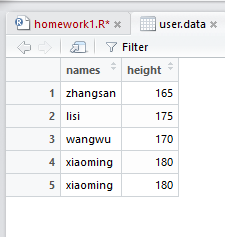 homework1.R* user.data
Filter
names height
1 zhangsan 165
2 lisi 175
3 wangwu 170
4 xiaoming 180
5 xiaoming 180